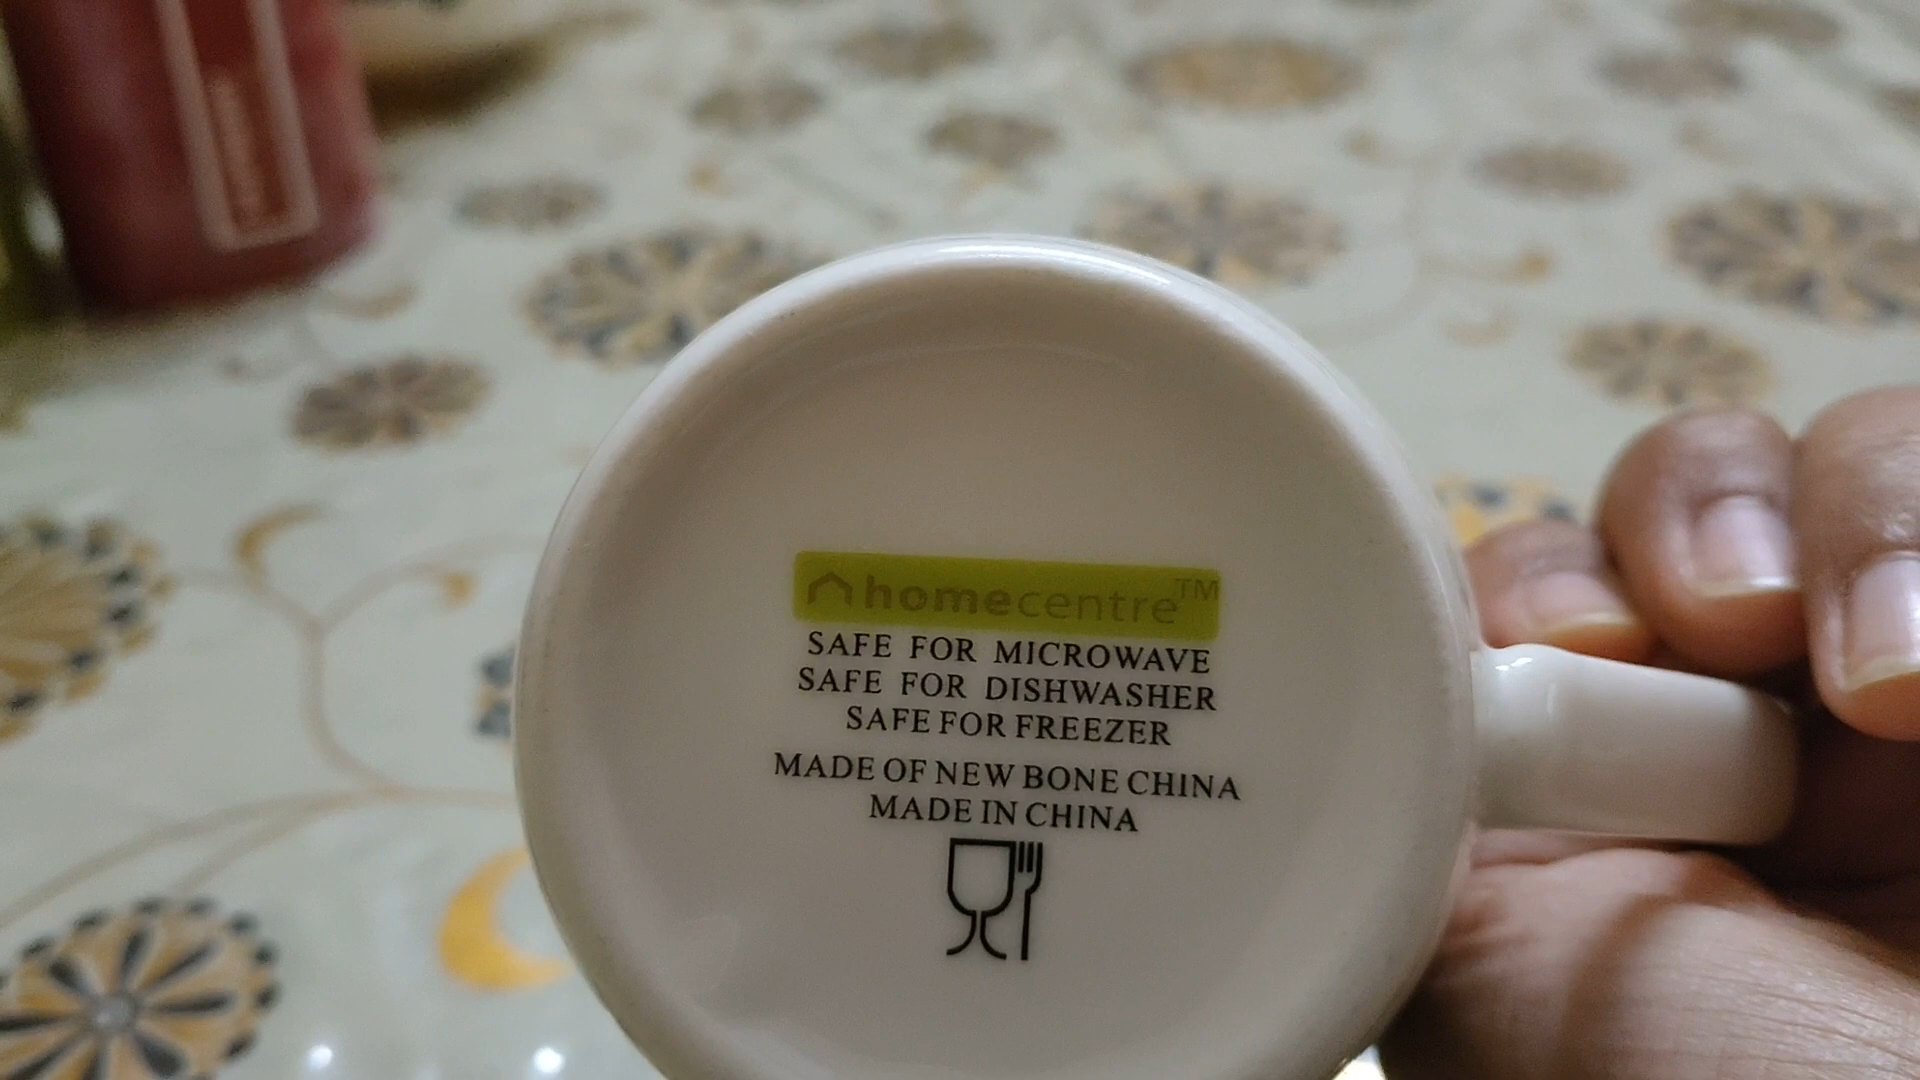 homecentre™
SAFE FOR MICROWAVE
SAFE FOR DISHWASHER
SAFE FOR FREEZER
MADE OF NEW BONE CHINA
MADE IN CHINA